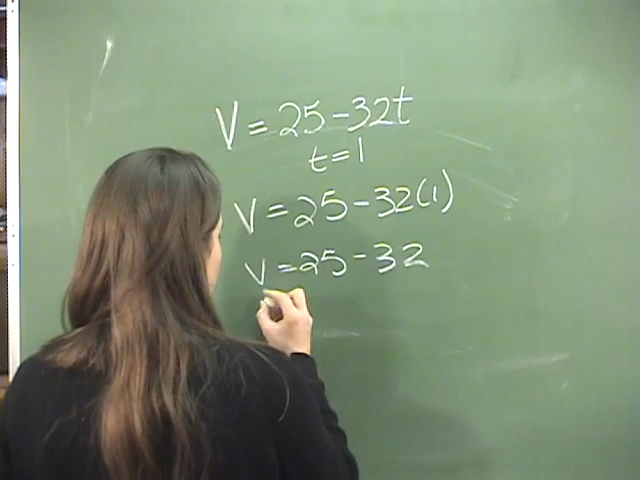 V = 25 - 32t
t = 1
V = 25 - 32(1)
V = 25 - 32